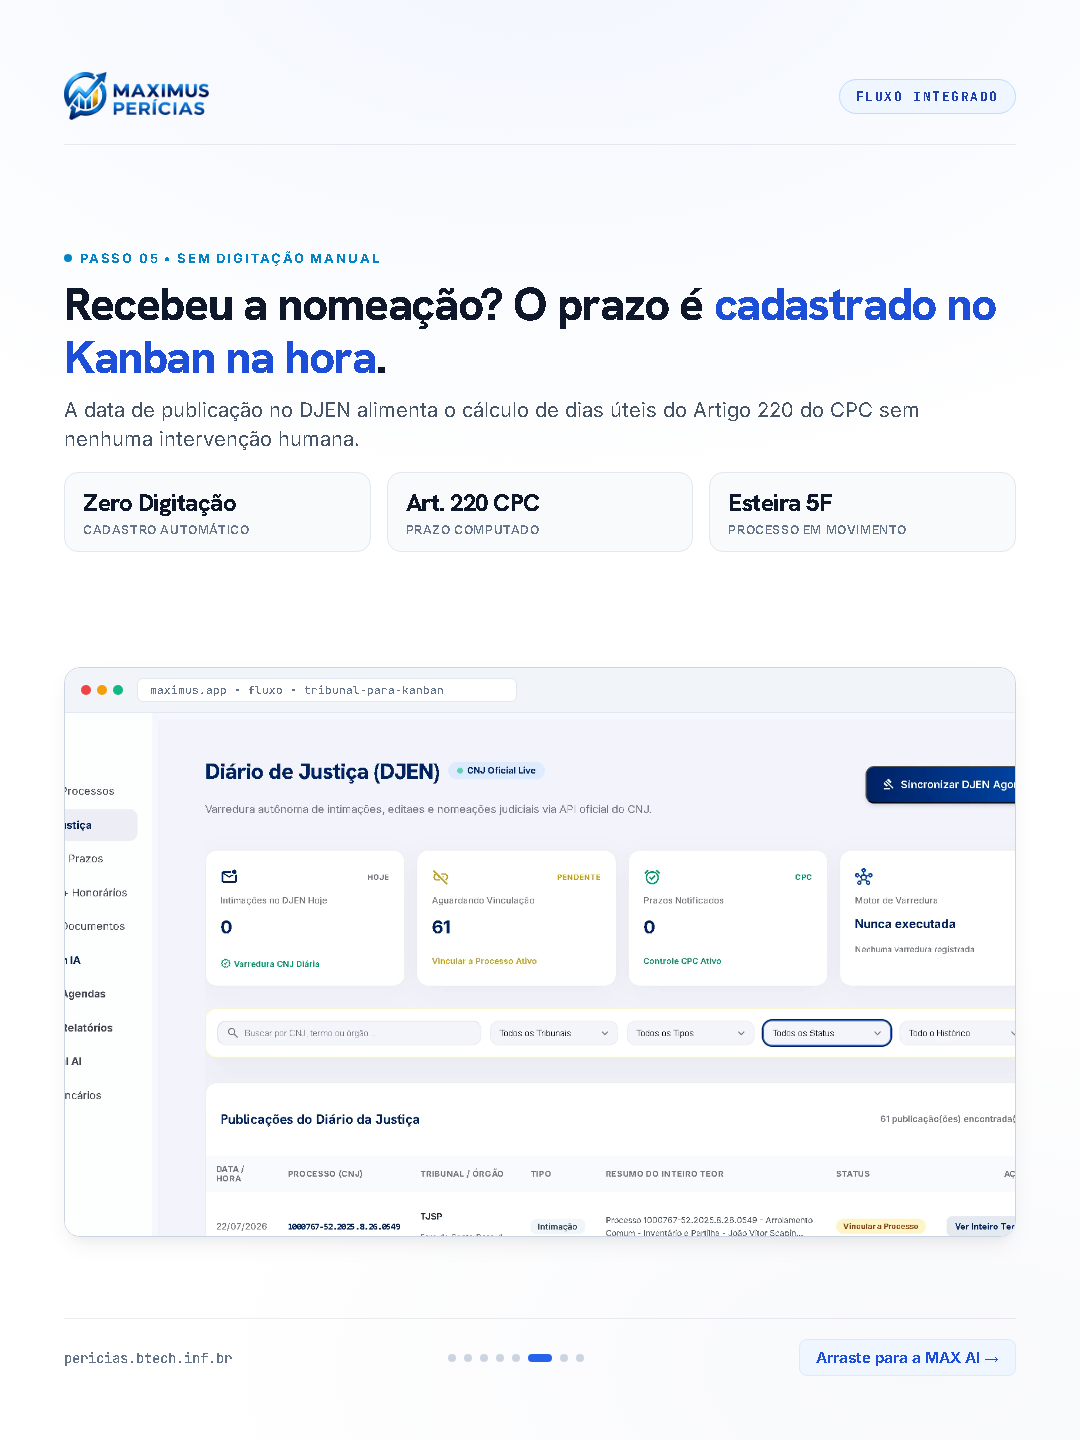 MAXIMUS
PERÍCIAS
FLUXO INTEGRADO
PASSO 05 • SEM DIGITAÇÃO MANUAL
Recebeu a nomeação? O prazo é cadastrado no
Kanban na hora.
A data de publicação no DJEN alimenta o cálculo de dias úteis do Artigo 220 do CPC sem
nenhuma intervenção humana.
Zero Digitação
CADASTRO AUTOMÁTICO
Art. 220 CPC
PRAZO COMPUTADO
Esteira 5F
PROCESSO EM MOVIMENTO
maximus.app • fluxo • tribunal-para-kanban
Processos
ustiça
Prazos
+ Honorários
Documentos
IA
Agendas
Relatórios
AI
ncários
Diário de Justiça (DJEN)
CNJ Oficial Live
Sincronizar DJEN Agor
Varredura autônoma de intimações, editaes e nomeações judiciais via API oficial do CNJ.
HOJE
Intimações no DJEN Hoje
0
Varredura CNJ Diária
PENDENTE
Aguardando Vinculação
61
Vincular a Processo Ativo
CPC
Prazos Notificados
0
Controle CPC Ativo
Motor de Varredura
Nunca executada
Nenhuma varredura registrada
Buscar por CNJ, termo ou órgão...
Todos os Tribunais
Todos os Tipos
Todos os Status
Todo o Histórico
Publicações do Diário da Justiça
61 publicação(ões) encontrada(
DATA / HORA
PROCESSO (CNJ)
TRIBUNAL / ÓRGÃO
TIPO
RESUMO DO INTEIRO TEOR
STATUS
AÇ
22/07/2026
1000767-52.2025.8.26.0549
TJSP
Intimação
Processo 1000767-52.2025.8.26.0549 - Arrolamento
Comum - Inventário e Partilha - João Vitor Scapin...
Vincular a Processo
Ver Inteiro Teor
pericias.btech.inf.br
Arraste para a MAX AI →